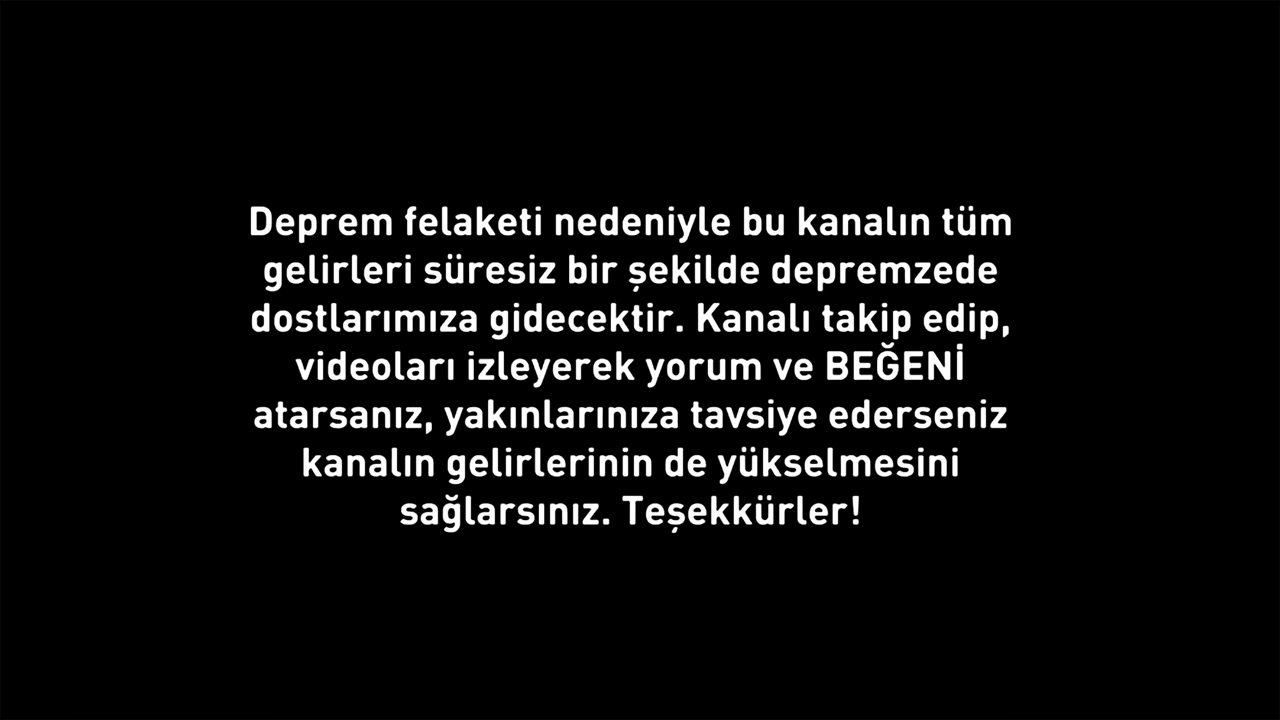 Deprem felaketi nedeniyle bu kanalın tüm
gelirleri süresiz bir şekilde depremzede
dostlarımıza gidecektir. Kanalı takip edip,
videoları izleyerek yorum ve BEĞENİ
atarsanız, yakınlarınıza tavsiye ederseniz
kanalın gelirlerinin de yükselmesini
sağlarsınız. Teşekkürler!